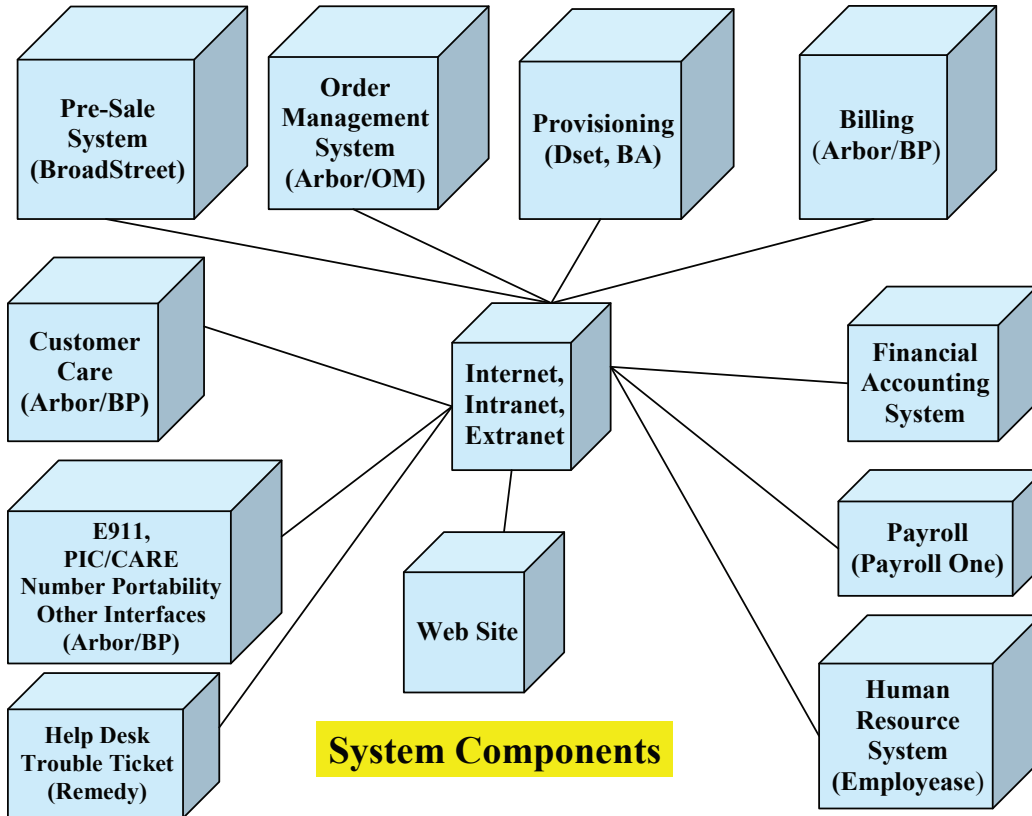 Pre-Sale
System
(BroadStreet)
Order
Management
System
(Arbor/OM)
Provisioning
(Dset, BA)
Billing
(Arbor/BP)
Customer
Care
(Arbor/BP)
Internet,
Intranet,
Extranet
Financial
Accounting
System
E911,
PIC/CARE
Number Portability
Other Interfaces
(Arbor/BP)
Web Site
Payroll
(Payroll One)
Help Desk
Trouble Ticket
(Remedy)
System Components
Human
Resource
System
(Employease)